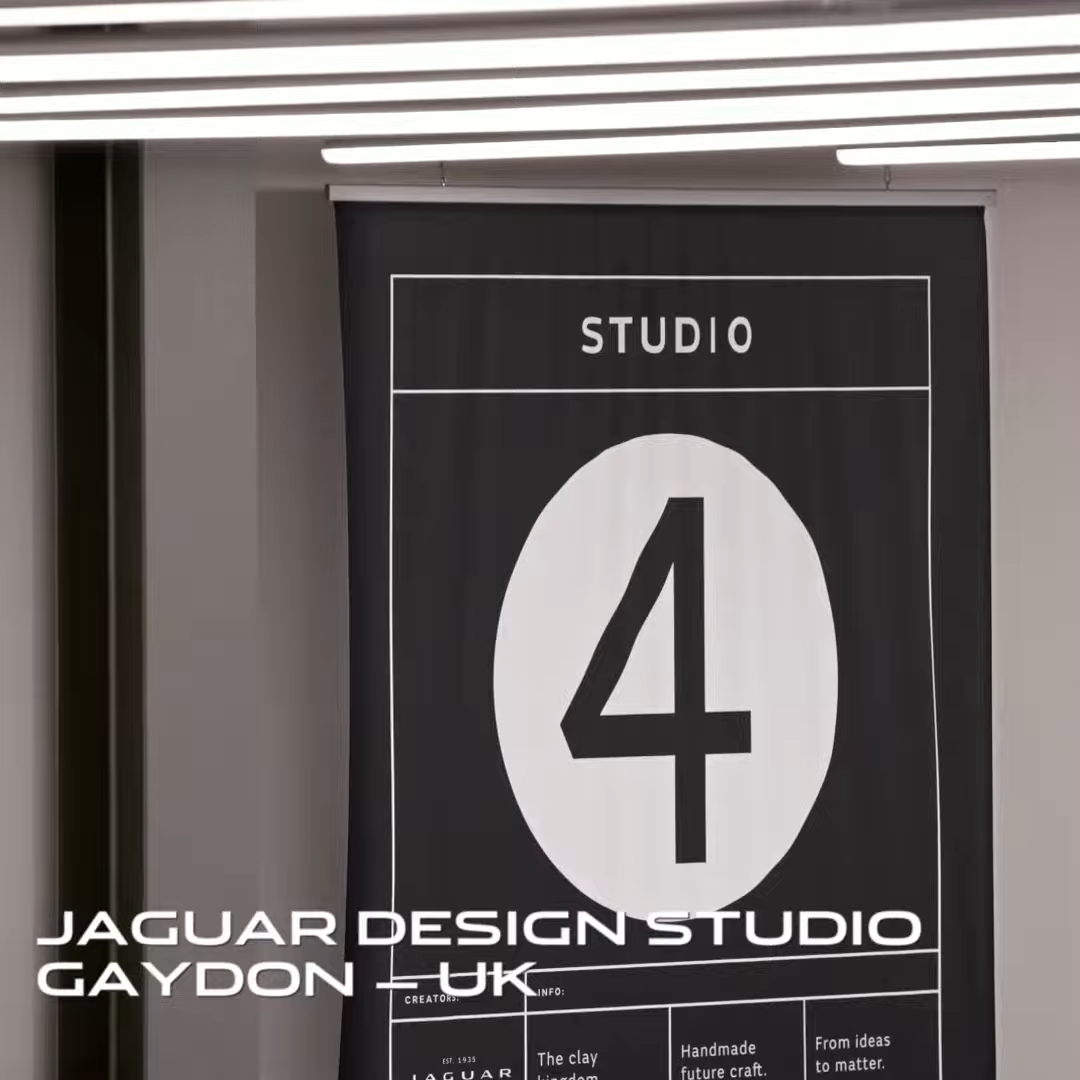 STUDIO
4
JAGUAR DESIGN STUDIO
GAYDON – UK
CREATORS:
INFO:
EST. 1935
JAGUAR
The clay
kingdom
Handmade
future craft.
From ideas
to matter.